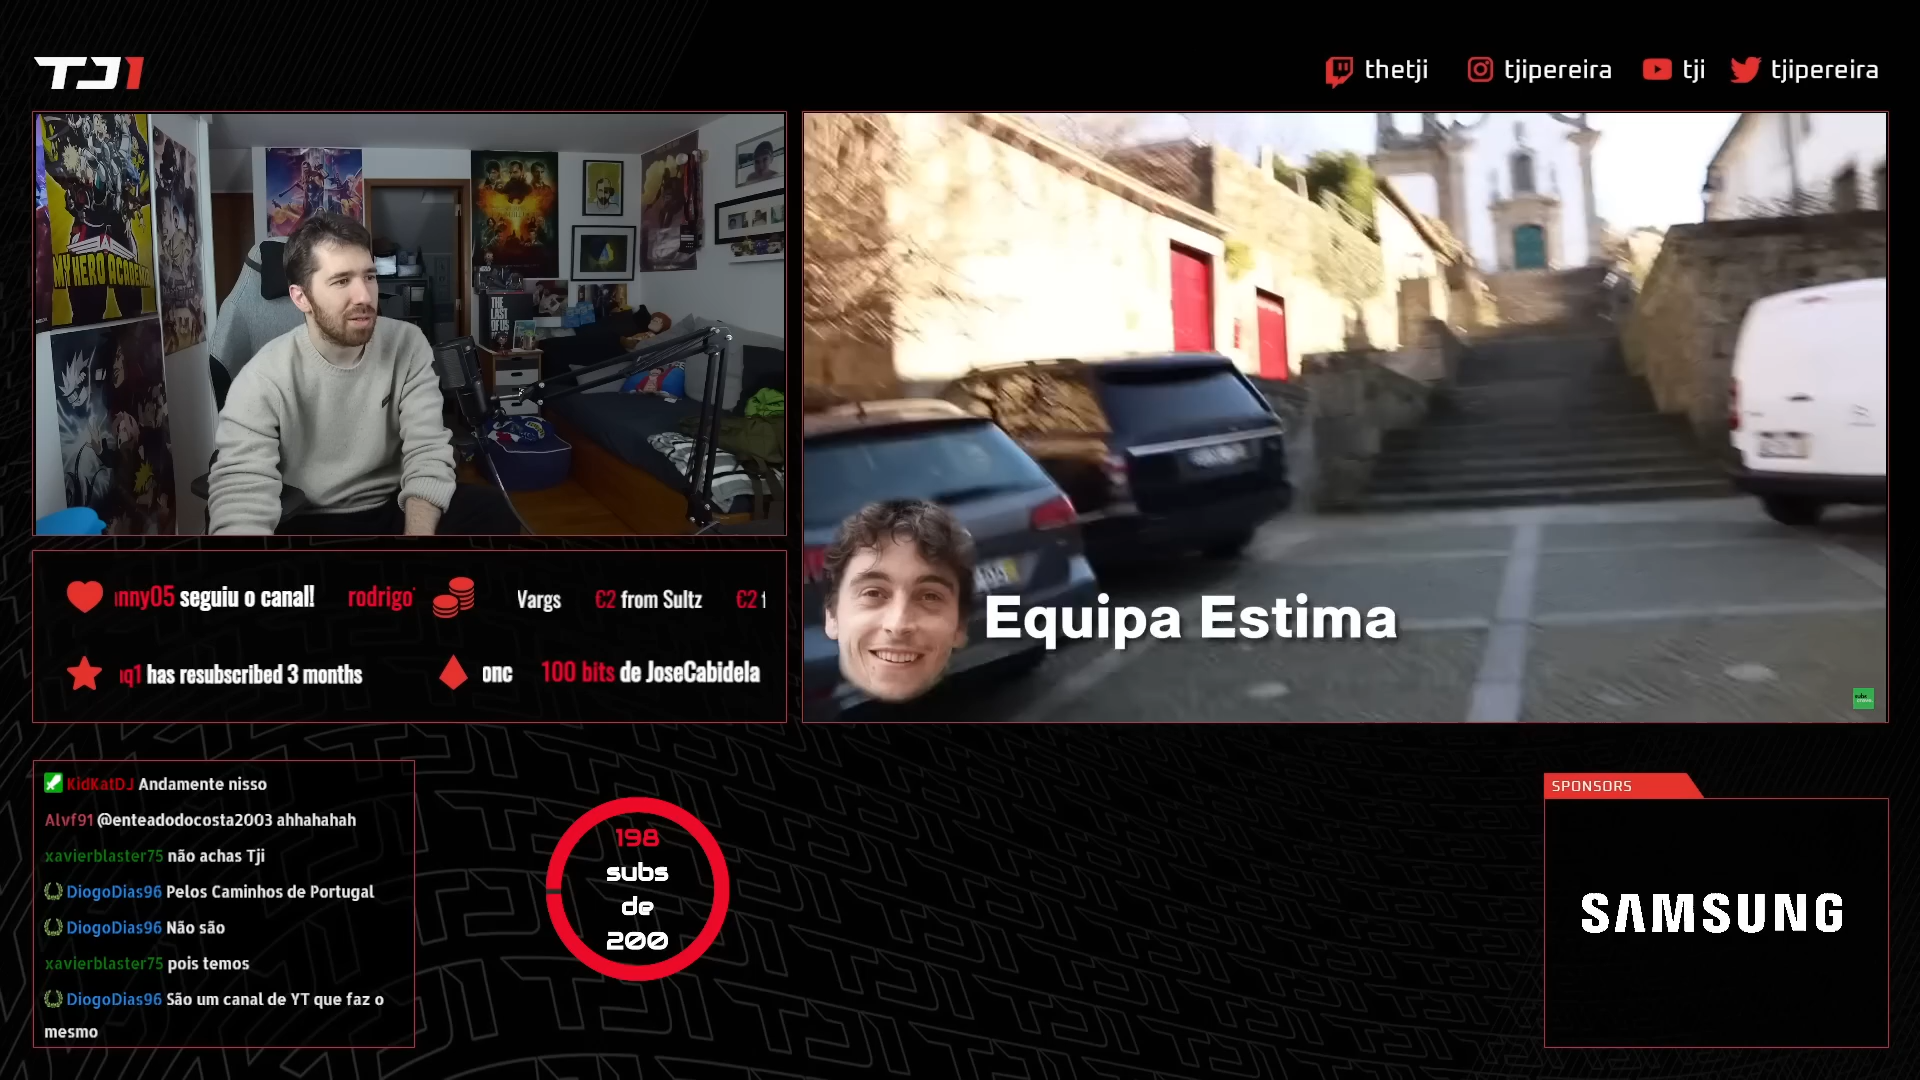 TJ1
thetji
tjipereira
tji
tjipereira
MY HERO ACADEMIA
THE LAST OF US
nny05 seguiu o canal! rodrigo
Vargs €2 from Sultz €2
q1 has resubscribed 3 months
onc 100 bits de JoseCabidela
Equipa Estima
KidKatDJ Andamente nisso
Alvf91 @enteadodocosta2003 ahhahahah
xavierblaster75 não achas Tji
DiogoDias96 Pelos Caminhos de Portugal
DiogoDias96 Não são
xavierblaster75 pois temos
DiogoDias96 São um canal de YT que faz o
mesmo
198
subs
de
200
SPONSORS
SAMSUNG